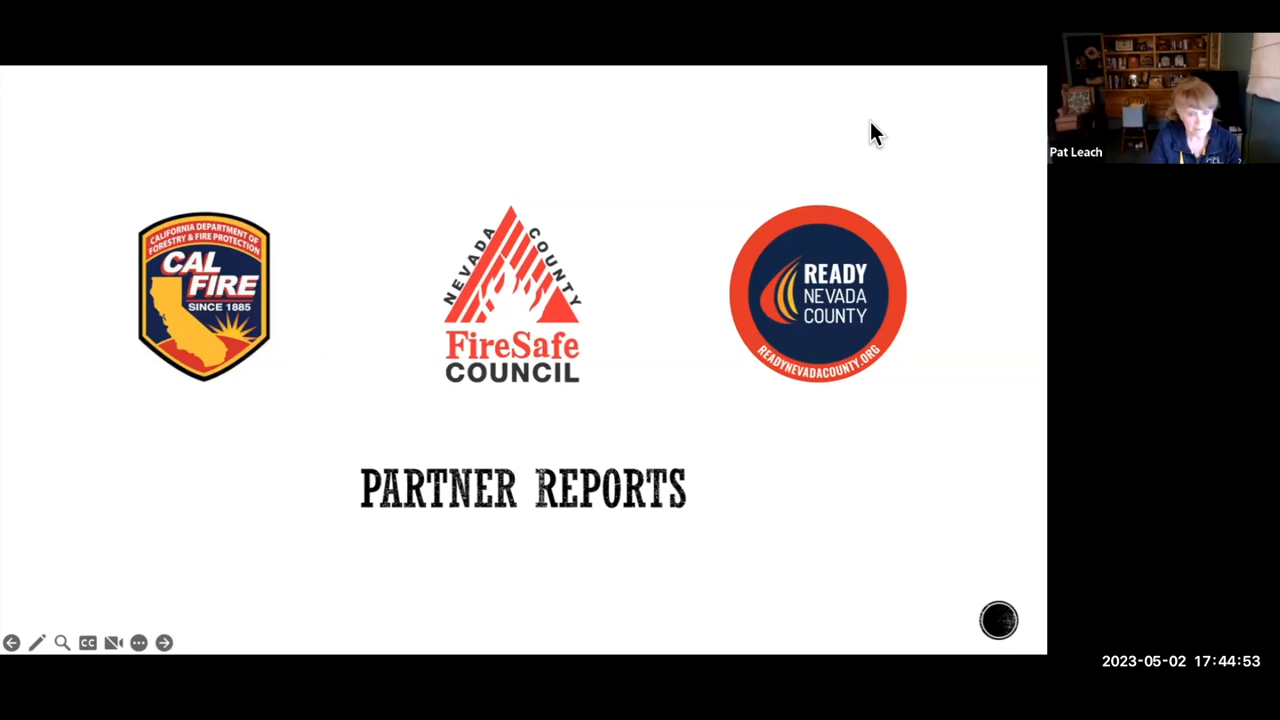 CALIFORNIA DEPARTMENT OF
FORESTRY & FIRE PROTECTION
CAL
FIRE
SINCE 1885
NEVADA COUNTY
FireSafe
COUNCIL
READY
NEVADA
COUNTY
READYNEVADACOUNTY.ORG
PARTNER REPORTS
Pat Leach
CC
2023-05-02 17:44:53